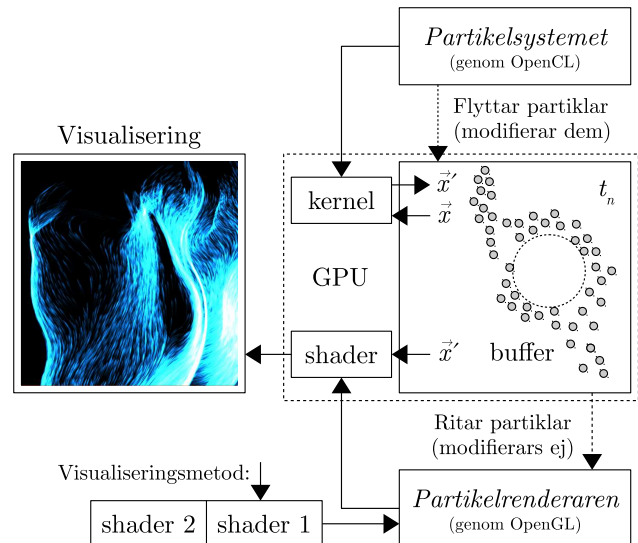 Partikelsystemet
(genom OpenCL)
Flyttar partiklar
(modifierar dem)
Visualisering
kernel
x⃗′
x⃗
tₙ
GPU
shader
x⃗′
buffer
Ritar partiklar
(modifierars ej)
Visualiseringsmetod:
shader 2
shader 1
Partikelrenderaren
(genom OpenGL)